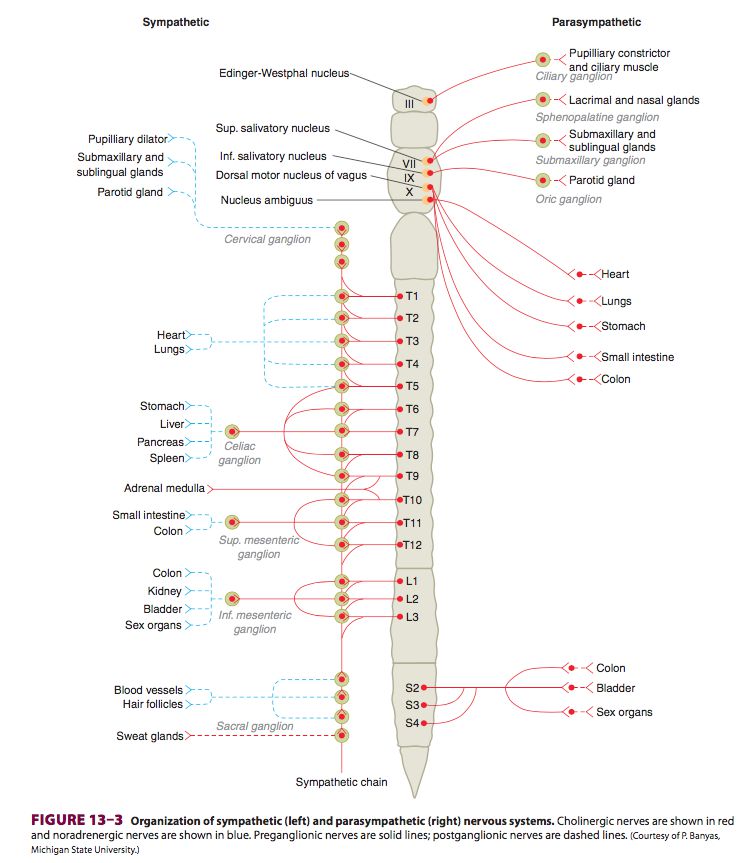 Sympathetic
Parasympathetic
Edinger-Westphal nucleus
III
Pupilliary constrictor
and ciliary muscle
Ciliary ganglion
Lacrimal and nasal glands
Sphenopalatine ganglion
Sup. salivatory nucleus
Submaxillary and
sublingual glands
Submaxillary ganglion
Pupilliary dilator
Submaxillary and
sublingual glands
Parotid gland
Inf. salivatory nucleus
Dorsal motor nucleus of vagus
Nucleus ambiguus
VII
IX
X
Parotid gland
Oric ganglion
Cervical ganglion
Heart
Lungs
Stomach
Small intestine
Colon
T1
T2
T3
T4
T5
T6
T7
T8
T9
T10
T11
T12
Heart
Lungs
Stomach
Liver
Pancreas
Spleen
Celiac
ganglion
Adrenal medulla
Small intestine
Colon
Sup. mesenteric
ganglion
Colon
Kidney
Bladder
Sex organs
Inf. mesenteric
ganglion
L1
L2
L3
Blood vessels
Hair follicles
Sacral ganglion
Sweat glands
S2
S3
S4
Colon
Bladder
Sex organs
Sympathetic chain
FIGURE 13–3 Organization of sympathetic (left) and parasympathetic (right) nervous systems. Cholinergic nerves are shown in red
and noradrenergic nerves are shown in blue. Preganglionic nerves are solid lines; postganglionic nerves are dashed lines. (Courtesy of P. Banyas,
Michigan State University.)